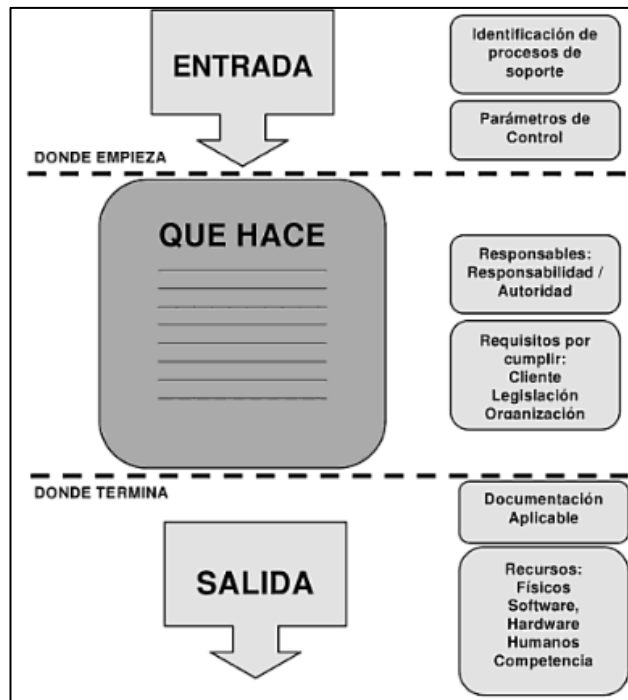 ENTRADA
Identificación de
procesos de
soporte
Parámetros de
Control
DONDE EMPIEZA
QUE HACE
Responsables:
Responsabilidad /
Autoridad
Requisitos por
cumplir:
Cliente
Legislación
Organización
DONDE TERMINA
Documentación
Aplicable
SALIDA
Recursos:
Físicos
Software,
Hardware
Humanos
Competencia